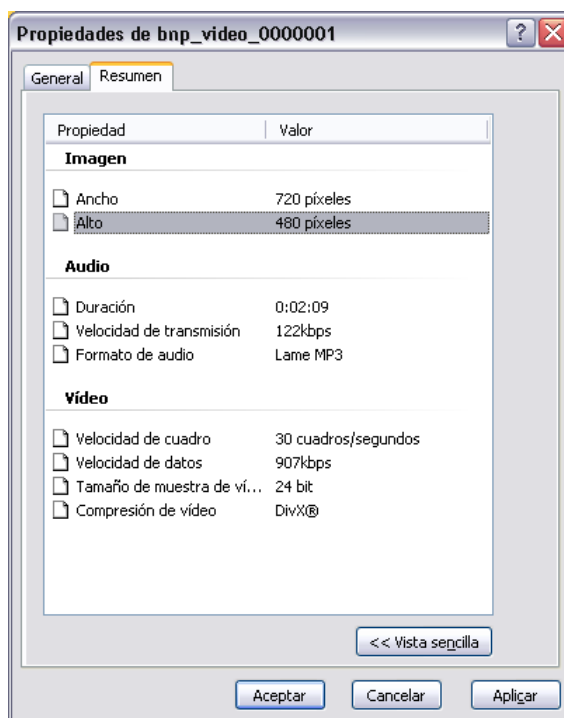 Propiedades de bnp_video_0000001
General Resumen
Propiedad Valor
Imagen
Ancho 720 píxeles
Alto 480 píxeles
Audio
Duración 0:02:09
Velocidad de transmisión 122kbps
Formato de audio Lame MP3
Vídeo
Velocidad de cuadro 30 cuadros/segundos
Velocidad de datos 907kbps
Tamaño de muestra de ví... 24 bit
Compresión de vídeo DivX®
<< Vista sencilla
Aceptar Cancelar Aplicar